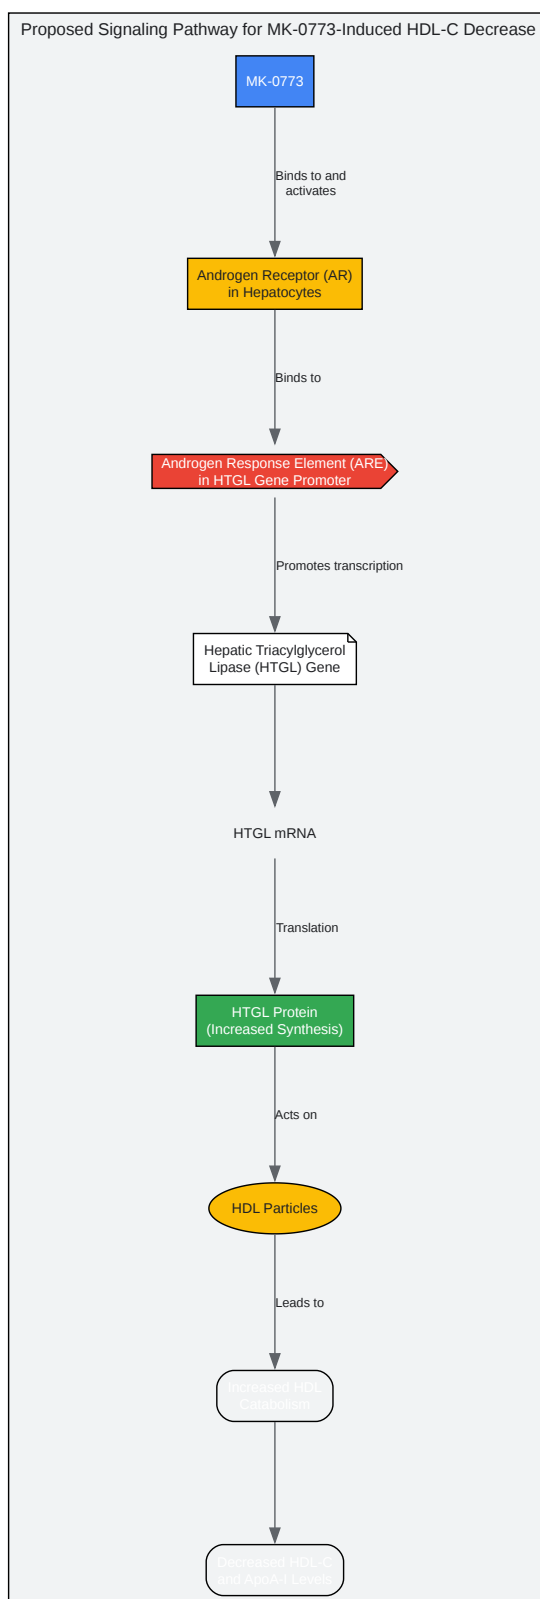 Proposed Signaling Pathway for MK-0773-Induced HDL-C Decrease
MK-0773
Binds to and
activates
Androgen Receptor (AR)
in Hepatocytes
Binds to
Androgen Response Element (ARE)
in HTGL Gene Promoter
Promotes transcription
Hepatic Triacylglycerol
Lipase (HTGL) Gene
HTGL mRNA
Translation
HTGL Protein
(Increased Synthesis)
Acts on
HDL Particles
Leads to
Increased HDL
Catabolism
Decreased HDL-C
and ApoA-I Levels